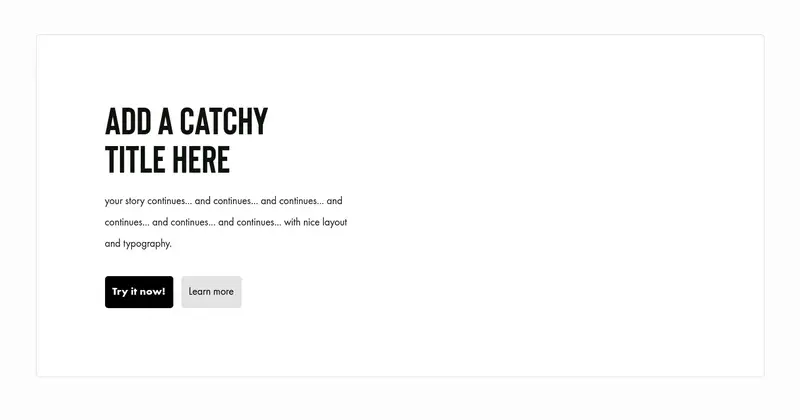 ADD A CATCHY
TITLE HERE
your story continues... and continues... and continues... and
continues... and continues... and continues... with nice layout
and typography.
Try it now!
Learn more